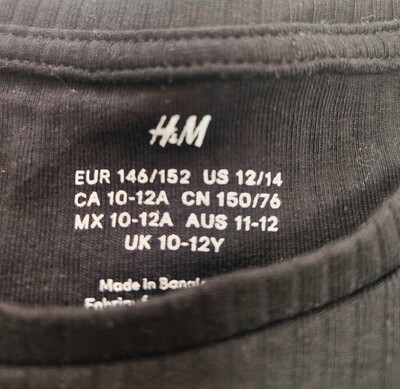 H&M
EUR 146/152 US 12/14
CA 10-12A CN 150/76
MX 10-12A AUS 11-12
UK 10-12Y
Made in